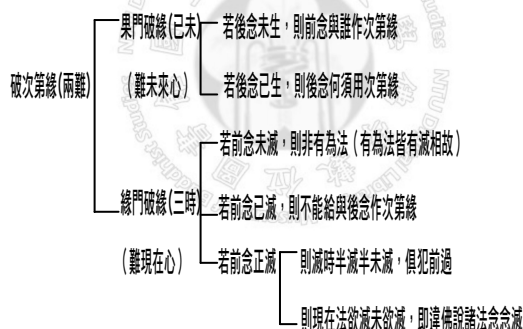 果門破緣(已未)
若後念未生，則前念與誰作次第緣
破次第緣(兩難)
(難未來心)
若後念已生，則後念何須用次第緣
若前念未滅，則非有為法（有為法皆有滅相故）
緣門破緣(三時)
若前念已滅，則不能給與後念作次第緣
(難現在心)
若前念正滅
則滅時半滅半未滅，俱犯前過
則現在法欲滅未欲滅，即違佛說諸法念念滅